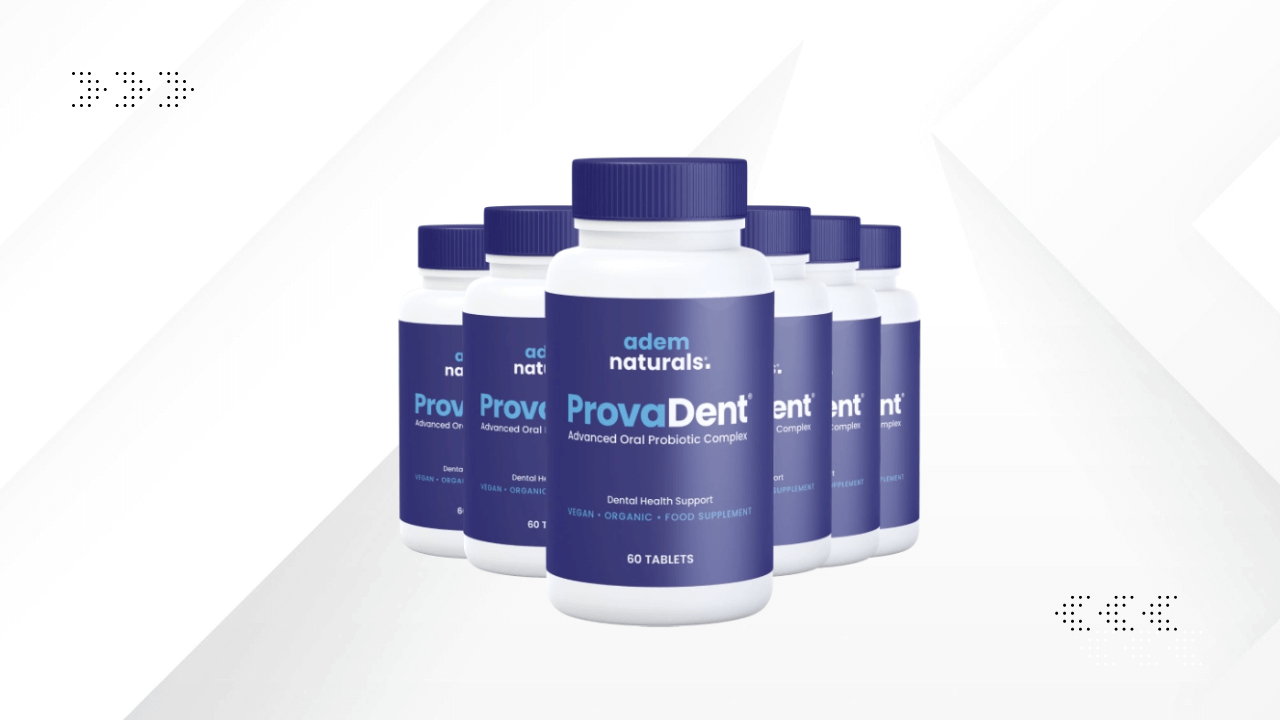 adem
naturals.
ProvaDent®
Advanced Oral Probiotic Complex
Dental Health Support
VEGAN • ORGANIC • FOOD SUPPLEMENT
60 TABLETS